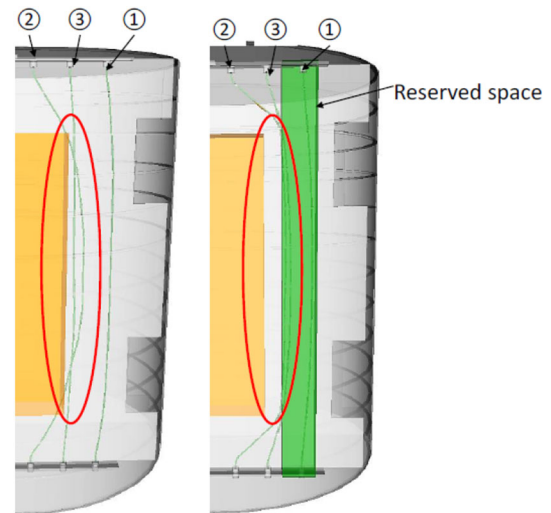 ② ③ ①
② ③ ①
Reserved space